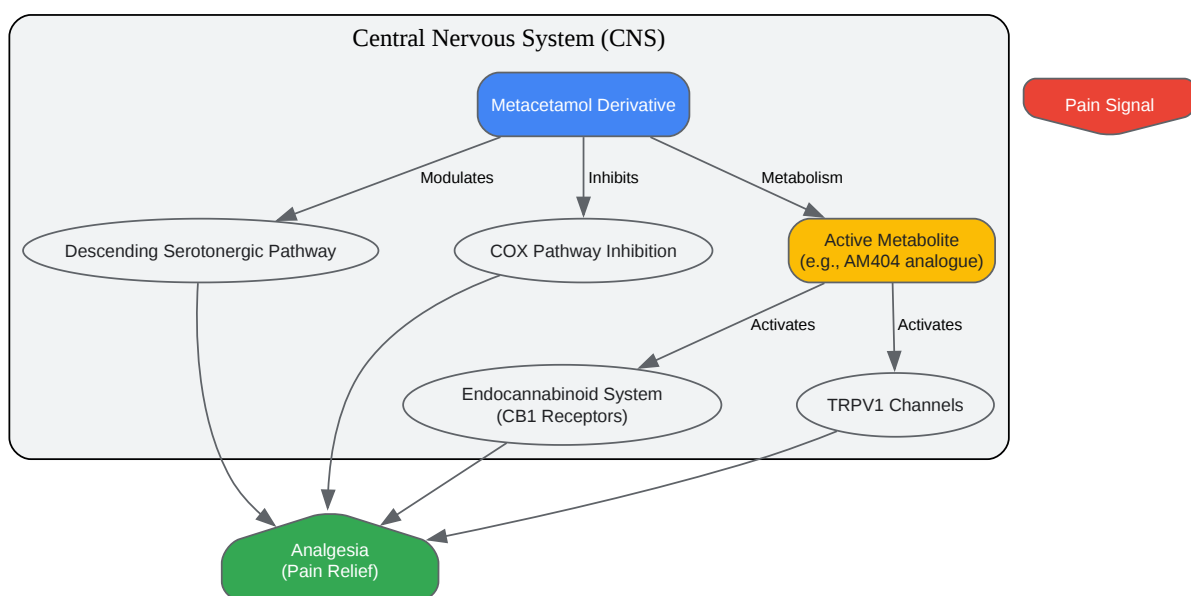 Central Nervous System (CNS)
Metacetamol Derivative
Pain Signal
Modulates
Inhibits
Metabolism
Descending Serotonergic Pathway
COX Pathway Inhibition
Active Metabolite
(e.g., AM404 analogue)
Activates
Activates
Endocannabinoid System
(CB1 Receptors)
TRPV1 Channels
Analgesia
(Pain Relief)